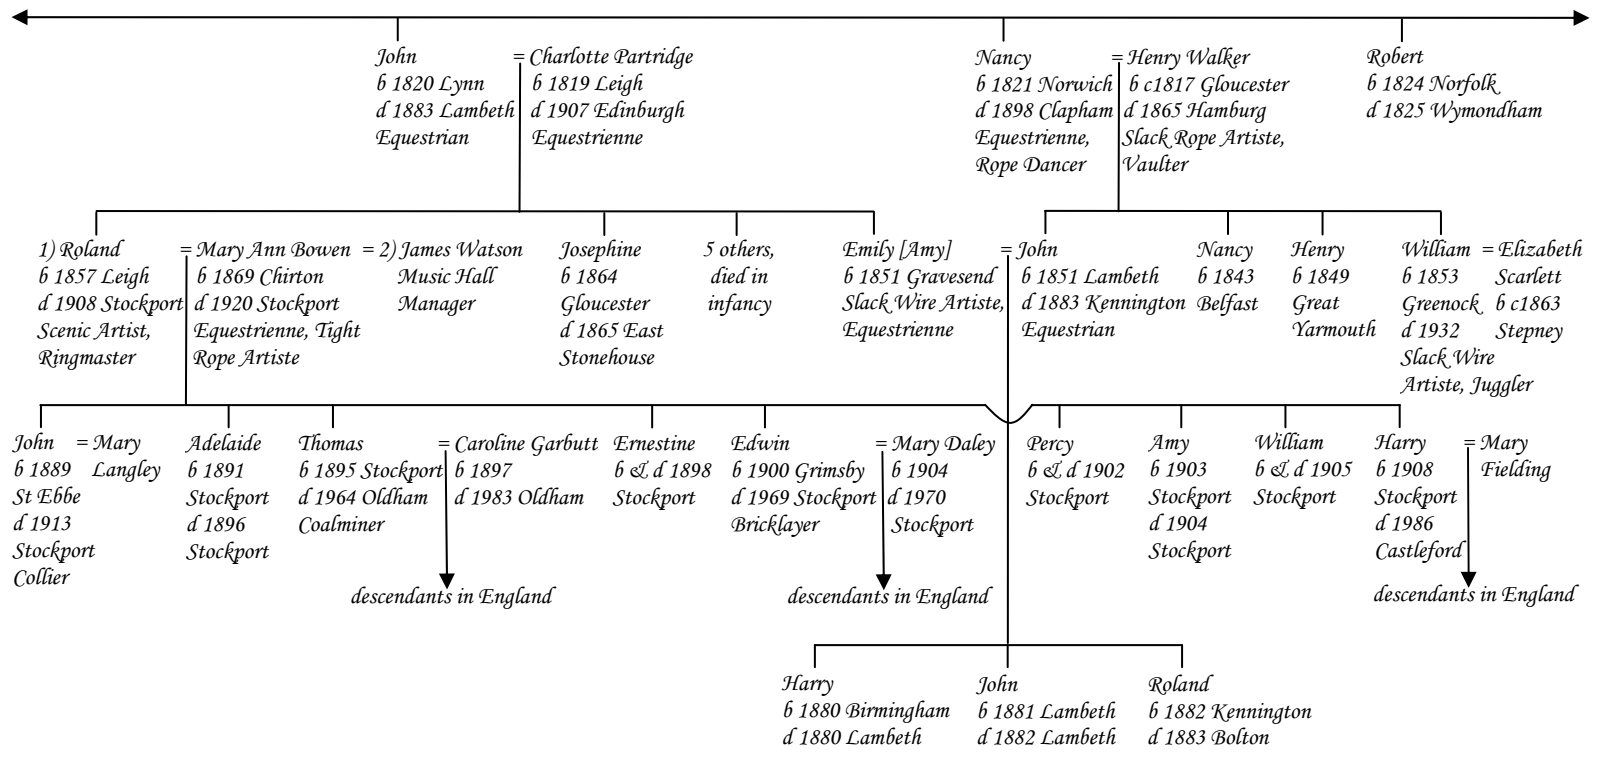 John = Charlotte Partridge
b 1820 Lynn b 1819 Leigh
d 1883 Lambeth d 1907 Edinburgh
Equestrian Equestrienne
Nancy = Henry Walker
b 1821 Norwich b c1817 Gloucester
d 1898 Clapham d 1865 Hamburg
Equestrienne, Slack Rope Artiste,
Rope Dancer Vaulter
Robert
b 1824 Norfolk
d 1825 Wymondham
1) Roland = Mary Ann Bowen = 2) James Watson
b 1857 Leigh b 1869 Chirton Music Hall
d 1908 Stockport d 1920 Stockport Manager
Scenic Artist, Equestrienne, Tight
Ringmaster Rope Artiste
Josephine
b 1864
Gloucester
d 1865 East
Stonehouse
5 others,
died in
infancy
Emily [Amy] = John
b 1851 Gravesend b 1851 Lambeth
Slack Wire Artiste, d 1883 Kennington
Equestrienne Equestrian
Nancy
b 1843
Belfast
Henry
b 1849
Great
Yarmouth
William = Elizabeth
b 1853 Scarlett
Greenock b c1863
d 1932 Stepney
Slack Wire
Artiste, Juggler
John = Mary
b 1889 Langley
St Ebbe
d 1913
Stockport
Collier
Adelaide
b 1891
Stockport
d 1896
Stockport
Thomas = Caroline Garbutt
b 1895 Stockport b 1897
d 1964 Oldham d 1983 Oldham
Coalminer
descendants in England
Ernestine
b & d 1898
Stockport
Edwin = Mary Daley
b 1900 Grimsby b 1904
d 1969 Stockport d 1970
Bricklayer Stockport
descendants in England
Percy
b & d 1902
Stockport
Amy
b 1903
Stockport
d 1904
Stockport
William
b & d 1905
Stockport
Harry = Mary
b 1908 Fielding
Stockport
d 1986
Castleford
descendants in England
Harry
b 1880 Birmingham
d 1880 Lambeth
John
b 1881 Lambeth
d 1882 Lambeth
Roland
b 1882 Kennington
d 1883 Bolton